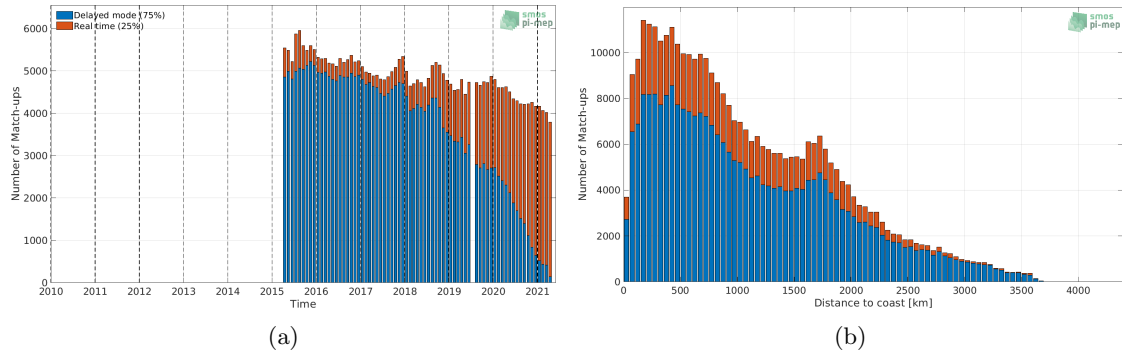 Delayed mode (75%)
Real time (25%)
smos
pi-mep
Number of Match-ups
6000
5000
4000
3000
2000
1000
0
2010 2011 2012 2013 2014 2015 2016 2017 2018 2019 2020 2021
Time
(a)
smos
pi-mep
Number of Match-ups
10000
8000
6000
4000
2000
0
0 500 1000 1500 2000 2500 3000 3500 4000
Distance to coast [km]
(b)